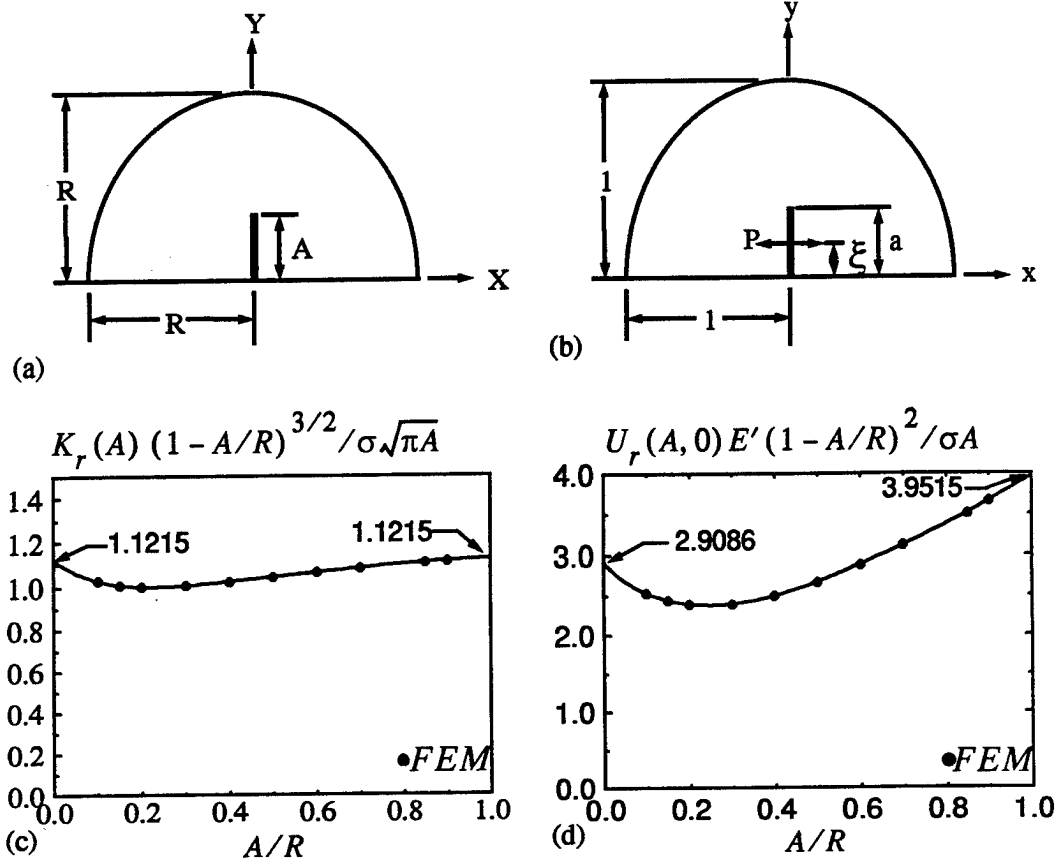 Y
R
A
X
R
(a)
y
1
P
a
ξ
x
1
(b)
K_r(A) (1 − A/R)^{3/2}/σ√πA
1.4
1.2
1.0
0.8
0.6
0.4
0.2
0.0
1.1215
1.1215
•FEM
0.0 0.2 0.4 0.6 0.8 1.0
(c)
A/R
U_r(A,0) E′(1 − A/R)^2/σA
4.0
3.0
2.0
1.0
0.0
3.9515
2.9086
•FEM
0.0 0.2 0.4 0.6 0.8 1.0
(d)
A/R